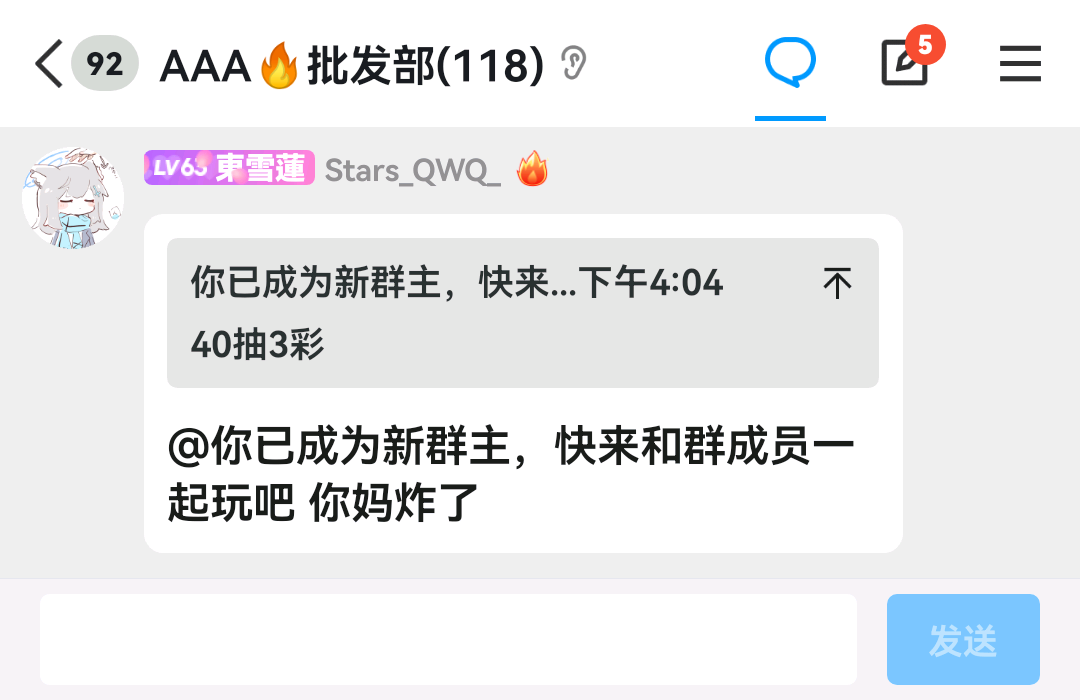 92
AAA🔥批发部(118)
5
LV63 東雪蓮 Stars_QWQ_ 🔥
你已成为新群主，快来...下午4:04
40抽3彩
@你已成为新群主，快来和群成员一
起玩吧 你妈炸了
发送